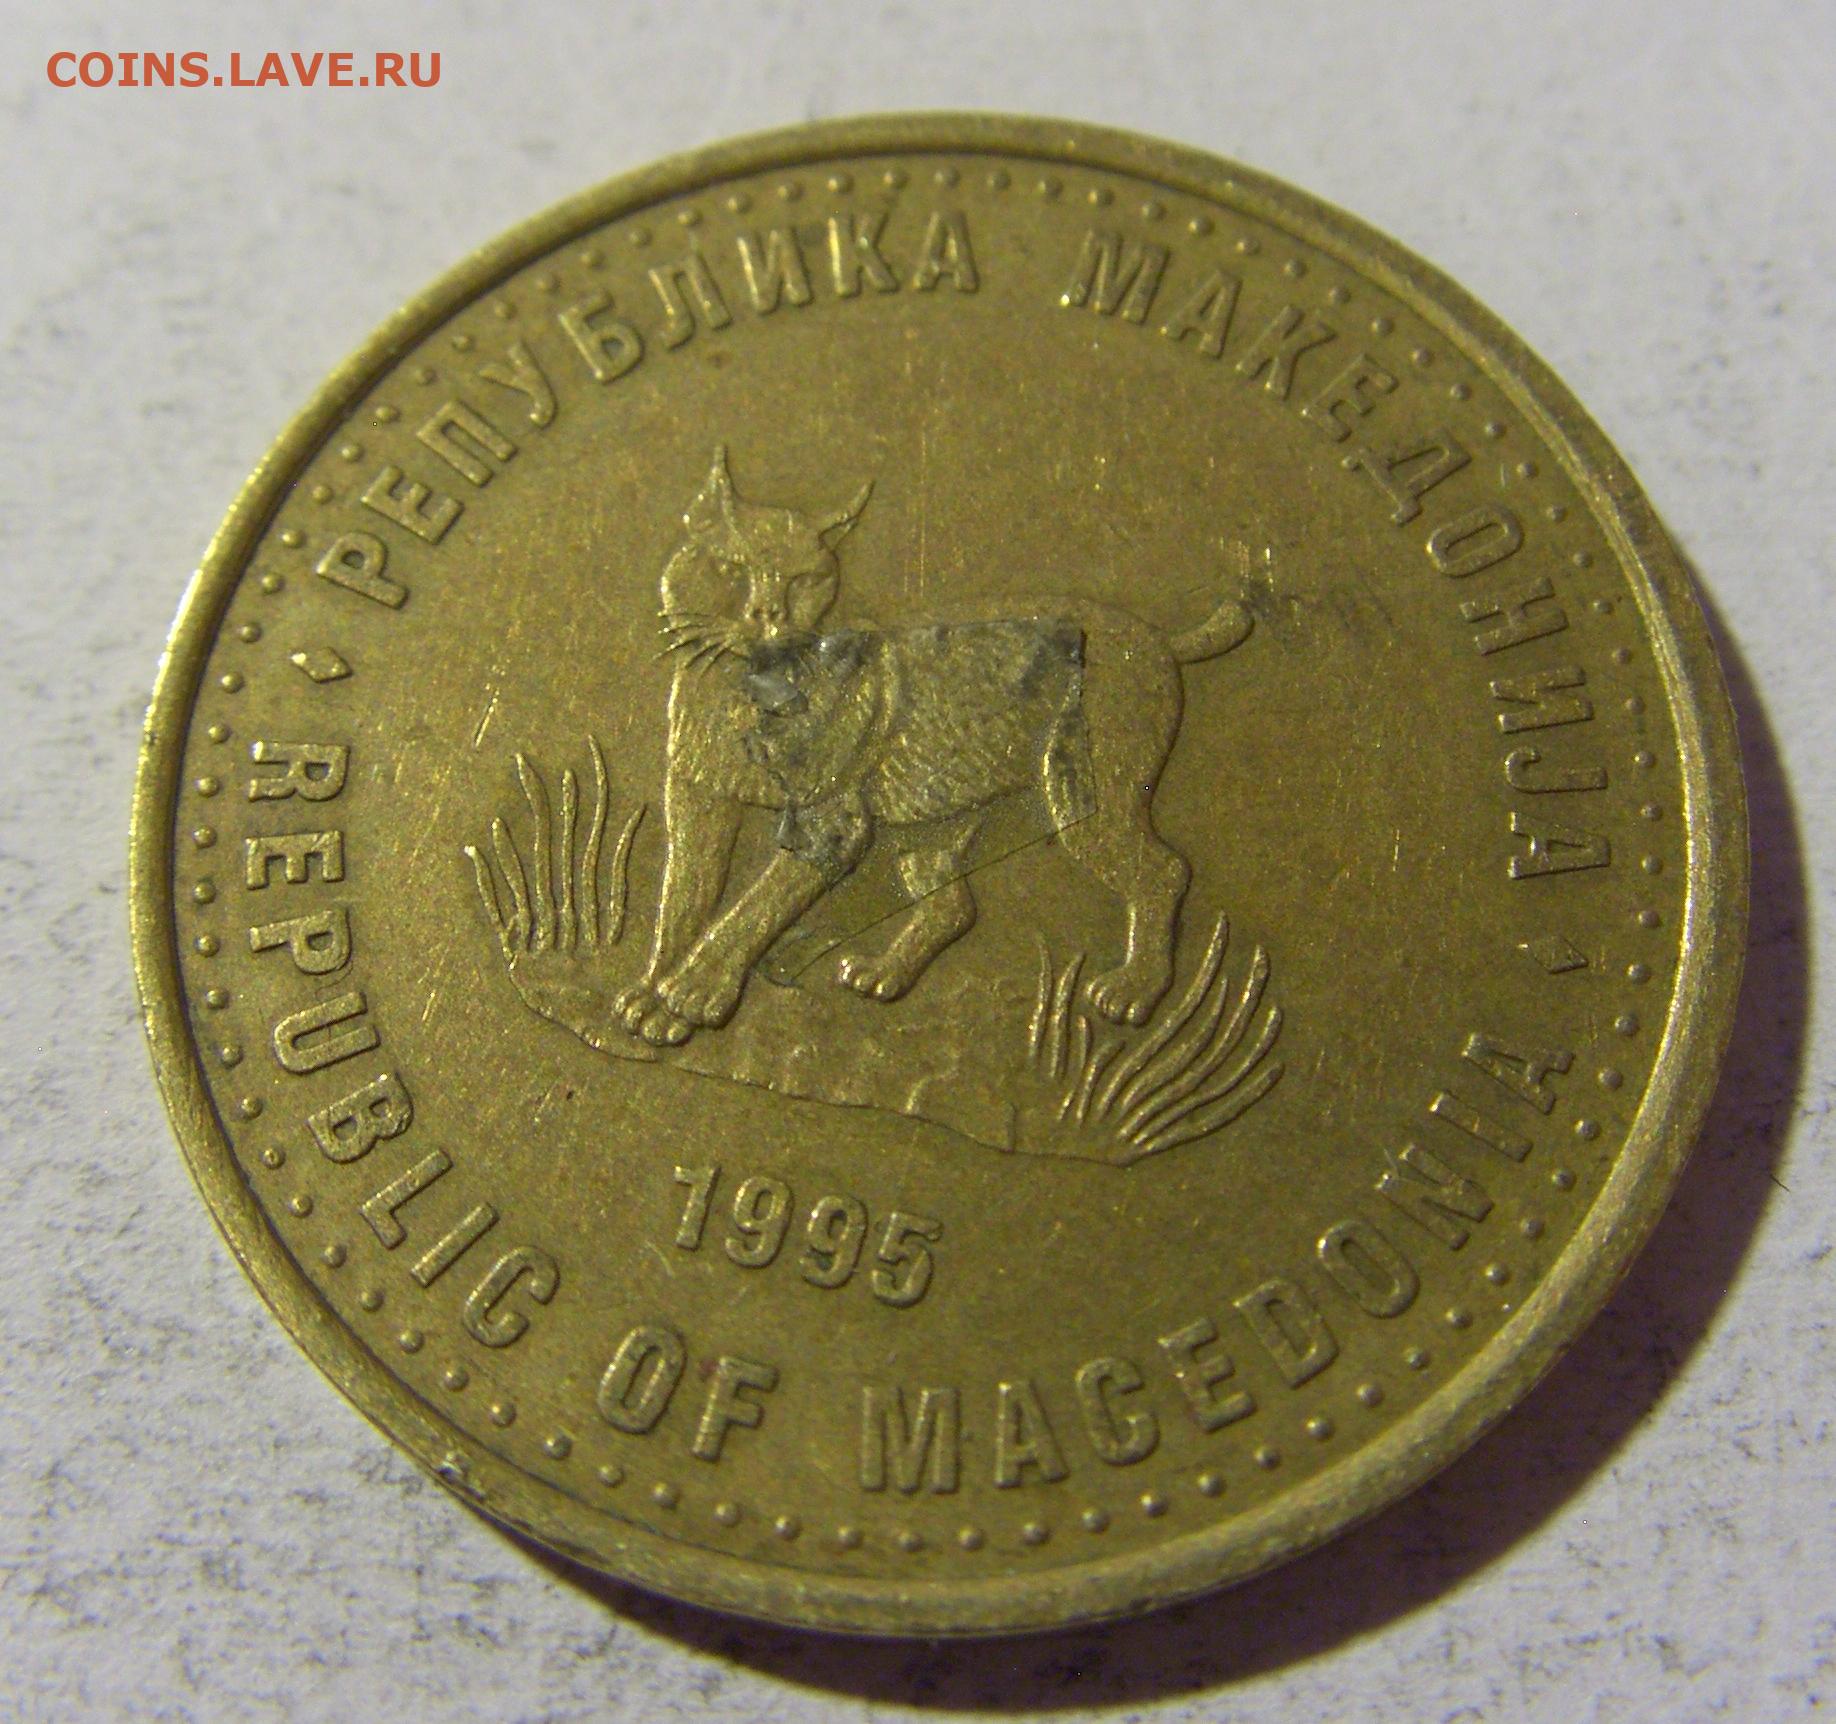 COINS.LAVE.RU
РЕПУБЛИКА МАКЕДОНИЈА
REPUBLIC OF MACEDONIA
1995